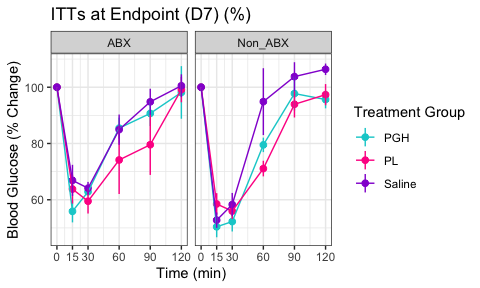 ITTs at Endpoint (D7) (%)
ABX
Non_ABX
Blood Glucose (% Change)
100
80
60
0 15 30 60 90 120
0 15 30 60 90 120
Time (min)
Treatment Group
PGH
PL
Saline